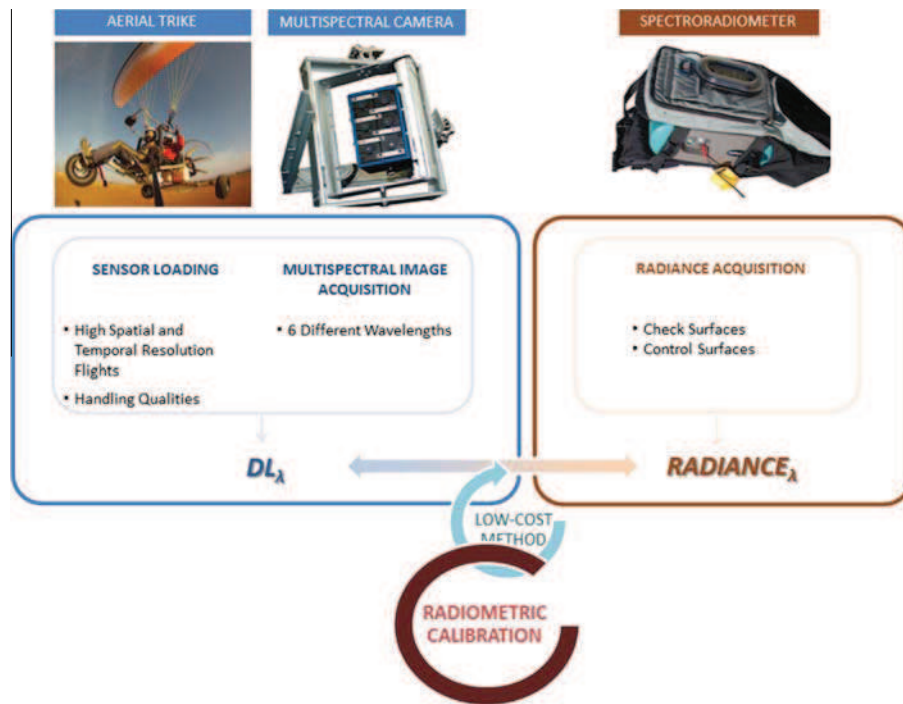 AERIAL TRIKE
MULTISPECTRAL CAMERA
SPECTRORADIOMETER
SENSOR LOADING
• High Spatial and
Temporal Resolution
Flights
• Handling Qualities
MULTISPECTRAL IMAGE
ACQUISITION
• 6 Different Wavelengths
RADIANCE ACQUISITION
• Check Surfaces
• Control Surfaces
DLλ
RADIANCEλ
LOW-COST
METHOD
RADIOMETRIC
CALIBRATION